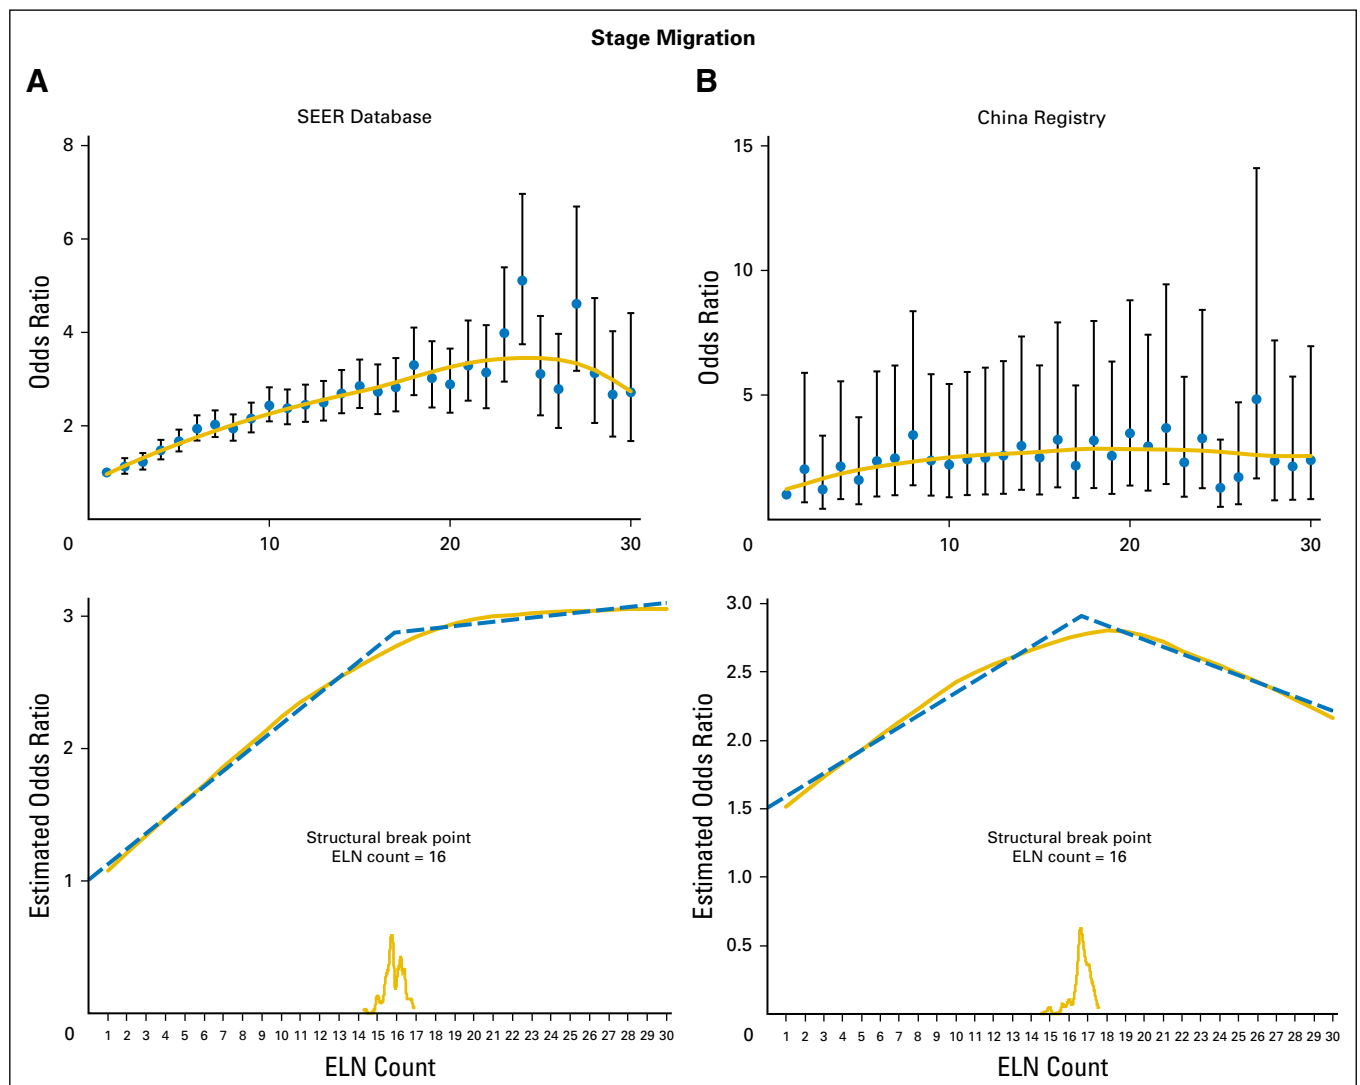 Stage Migration
A
SEER Database
Odds Ratio
8
6
4
2
0
10
20
30
B
China Registry
Odds Ratio
15
10
5
0
10
20
30
Estimated Odds Ratio
3
2
1
0
Structural break point
ELN count = 16
1 2 3 4 5 6 7 8 9 10 11 12 13 14 15 16 17 18 19 20 21 22 23 24 25 26 27 28 29 30
ELN Count
Estimated Odds Ratio
3.0
2.5
2.0
1.5
1.0
0.5
0
Structural break point
ELN count = 16
1 2 3 4 5 6 7 8 9 10 11 12 13 14 15 16 17 18 19 20 21 22 23 24 25 26 27 28 29 30
ELN Count